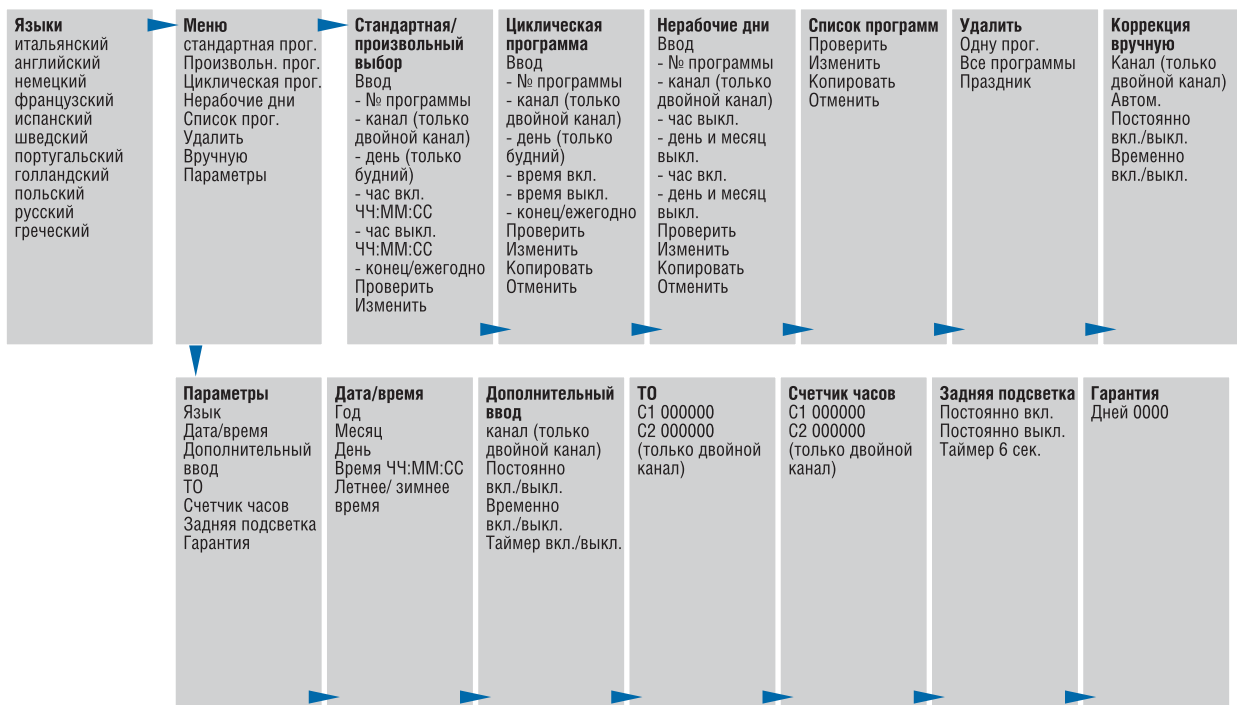 Языки
итальянский
английский
немецкий
французский
испанский
шведский
португальский
голландский
польский
русский
греческий
Меню
стандартная прог.
Произвольн. прог.
Циклическая прог.
Нерабочие дни
Список прог.
Удалить
Вручную
Параметры
Стандартная/
произвольный
выбор
Ввод
- № программы
- канал (только
двойной канал)
- день (только
будний)
- час вкл.
ЧЧ:ММ:СС
- час выкл.
ЧЧ:ММ:СС
- конец/ежегодно
Проверить
Изменить
Циклическая
программа
Ввод
- № программы
- канал (только
двойной канал)
- день (только
будний)
- время вкл.
- время выкл.
- конец/ежегодно
Проверить
Изменить
Копировать
Отменить
Нерабочие дни
Ввод
- № программы
- канал (только
двойной канал)
- час выкл.
- день и месяц
выкл.
- час вкл.
- день и месяц
выкл.
Проверить
Изменить
Копировать
Отменить
Список программ
Проверить
Изменить
Копировать
Отменить
Удалить
Одну прог.
Все программы
Праздник
Коррекция
вручную
Канал (только
двойной канал)
Автом.
Постоянно
вкл./выкл.
Временно
вкл./выкл.
Параметры
Язык
Дата/время
Дополнительный
ввод
ТО
Счетчик часов
Задняя подсветка
Гарантия
Дата/время
Год
Месяц
День
Время ЧЧ:ММ:СС
Летнее/ зимнее
время
Дополнительный
ввод
канал (только
двойной канал)
Постоянно
вкл./выкл.
Временно
вкл./выкл.
Таймер вкл./выкл.
ТО
С1 000000
С2 000000
(только двойной
канал)
Счетчик часов
С1 000000
С2 000000
(только двойной
канал)
Задняя подсветка
Постоянно вкл.
Постоянно выкл.
Таймер 6 сек.
Гарантия
Дней 0000